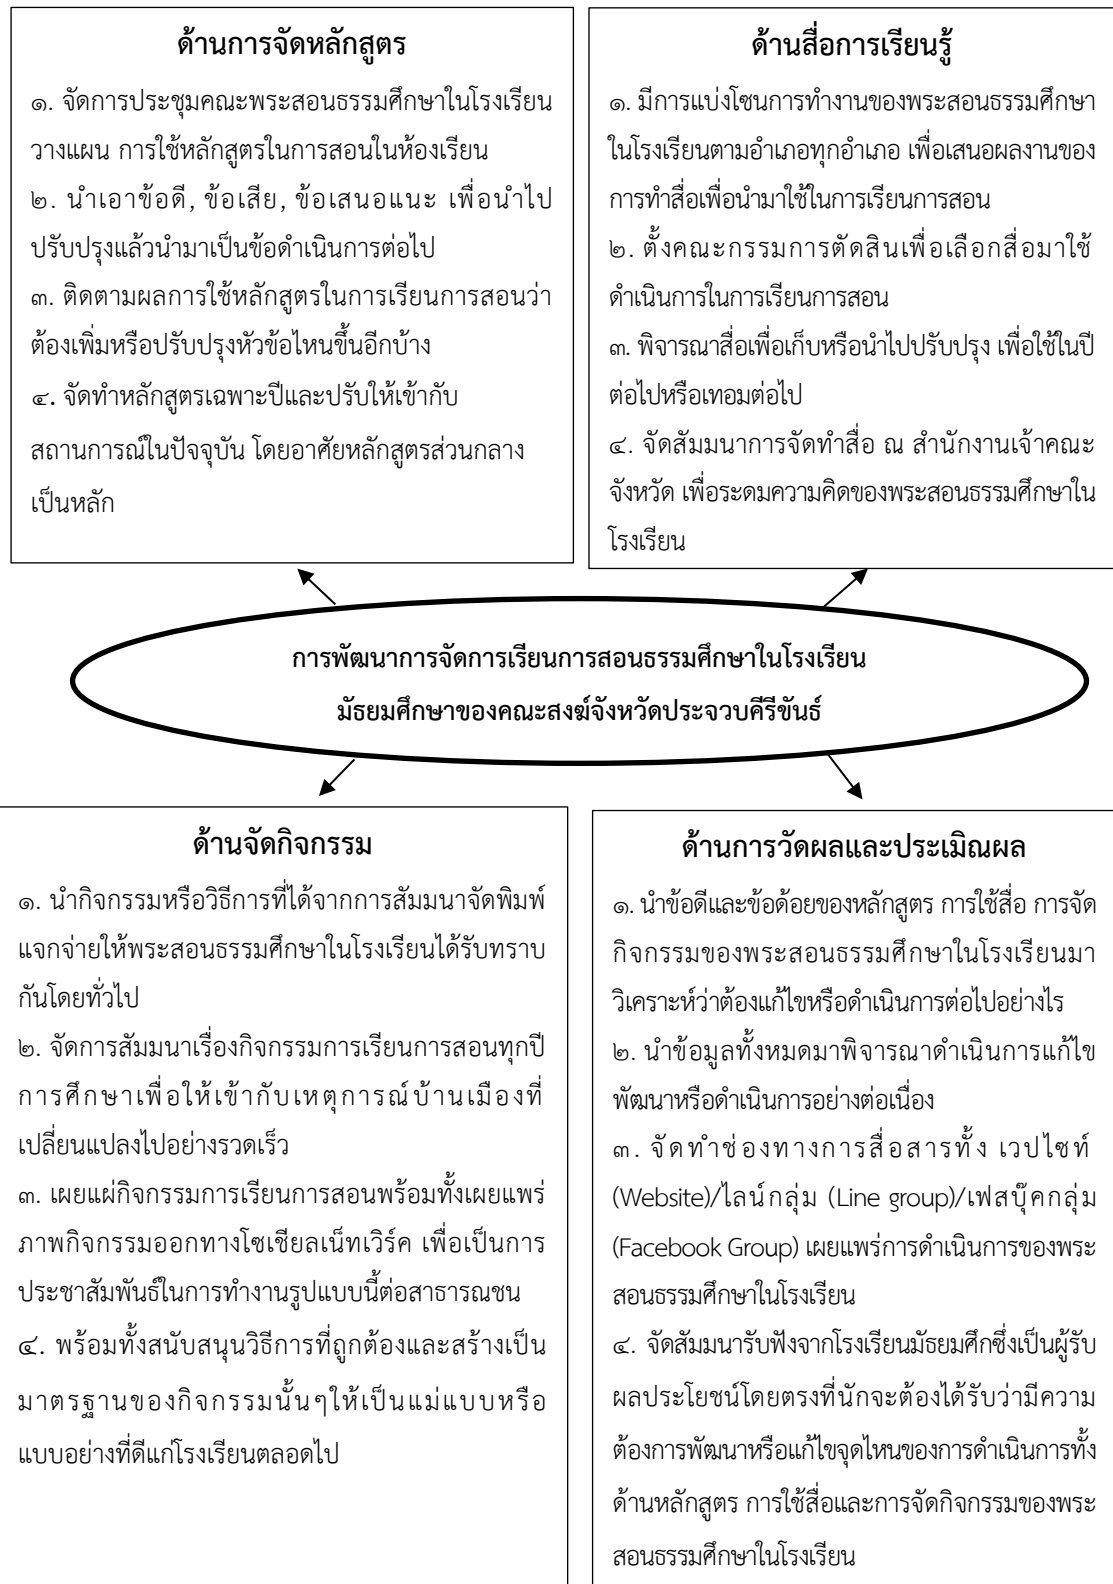 ด้านการจัดหลักสูตร
๑. จัดการประชุมคณะพระสอนธรรมศึกษาในโรงเรียน
วางแผน การใช้หลักสูตรในการสอนในห้องเรียน
๒. นำเอาข้อดี, ข้อเสีย, ข้อเสนอแนะ เพื่อนำไป
ปรับปรุงแล้วนำมาเป็นข้อดำเนินการต่อไป
๓. ติดตามผลการใช้หลักสูตรในการเรียนการสอนว่า
ต้องเพิ่มหรือปรับปรุงหัวข้อไหนขึ้นอีกบ้าง
๔. จัดทำหลักสูตรเฉพาะปีและปรับให้เข้ากับ
สถานการณ์ในปัจจุบัน โดยอาศัยหลักสูตรส่วนกลาง
เป็นหลัก
ด้านสื่อการเรียนรู้
๑. มีการแบ่งโซนการทำงานของพระสอนธรรมศึกษา
ในโรงเรียนตามอำเภอทุกอำเภอ เพื่อเสนอผลงานของ
การทำสื่อเพื่อนำมาใช้ในการเรียนการสอน
๒. ตั้งคณะกรรมการตัดสินเพื่อเลือกสื่อมาใช้
ดำเนินการในการเรียนการสอน
๓. พิจารณาสื่อเพื่อเก็บหรือนำไปปรับปรุง เพื่อใช้ในปี
ต่อไปหรือเทอมต่อไป
๔. จัดสัมมนาการจัดทำสื่อ ณ สำนักงานเจ้าคณะ
จังหวัด เพื่อระดมความคิดของพระสอนธรรมศึกษาใน
โรงเรียน
การพัฒนาการจัดการเรียนการสอนธรรมศึกษาในโรงเรียน
มัธยมศึกษาของคณะสงฆ์จังหวัดประจวบคีรีขันธ์
ด้านจัดกิจกรรม
๑. นำกิจกรรมหรือวิธีการที่ได้จากการสัมมนาจัดพิมพ์
แจกจ่ายให้พระสอนธรรมศึกษาในโรงเรียนได้รับทราบ
กันโดยทั่วไป
๒. จัดการสัมมนาเรื่องกิจกรรมการเรียนการสอนทุกปี
การศึกษาเพื่อให้เข้ากับเหตุการณ์บ้านเมืองที่
เปลี่ยนแปลงไปอย่างรวดเร็ว
๓. เผยแผ่กิจกรรมการเรียนการสอนพร้อมทั้งเผยแพร่
ภาพกิจกรรมออกทางโซเชียลเน็ทเวิร์ค เพื่อเป็นการ
ประชาสัมพันธ์ในการทำงานรูปแบบนี้ต่อสาธารณชน
๔. พร้อมทั้งสนับสนุนวิธีการที่ถูกต้องและสร้างเป็น
มาตรฐานของกิจกรรมนั้นๆให้เป็นแม่แบบหรือ
แบบอย่างที่ดีแก่โรงเรียนตลอดไป
ด้านการวัดผลและประเมิณผล
๑. นำข้อดีและข้อด้อยของหลักสูตร การใช้สื่อ การจัด
กิจกรรมของพระสอนธรรมศึกษาในโรงเรียนมา
วิเคราะห์ว่าต้องแก้ไขหรือดำเนินการต่อไปอย่างไร
๒. นำข้อมูลทั้งหมดมาพิจารณาดำเนินการแก้ไข
พัฒนาหรือดำเนินการอย่างต่อเนื่อง
๓. จัดทำช่องทางการสื่อสารทั้ง เวปไซท์
(Website)/ไลน์กลุ่ม (Line group)/เฟสบุ๊คกลุ่ม
(Facebook Group) เผยแพร่การดำเนินการของพระ
สอนธรรมศึกษาในโรงเรียน
๔. จัดสัมมนารับฟังจากโรงเรียนมัธยมศึกซึ่งเป็นผู้รับ
ผลประโยชน์โดยตรงที่นักจะต้องได้รับว่ามีความ
ต้องการพัฒนาหรือแก้ไขจุดไหนของการดำเนินการทั้ง
ด้านหลักสูตร การใช้สื่อและการจัดกิจกรรมของพระ
สอนธรรมศึกษาในโรงเรียน